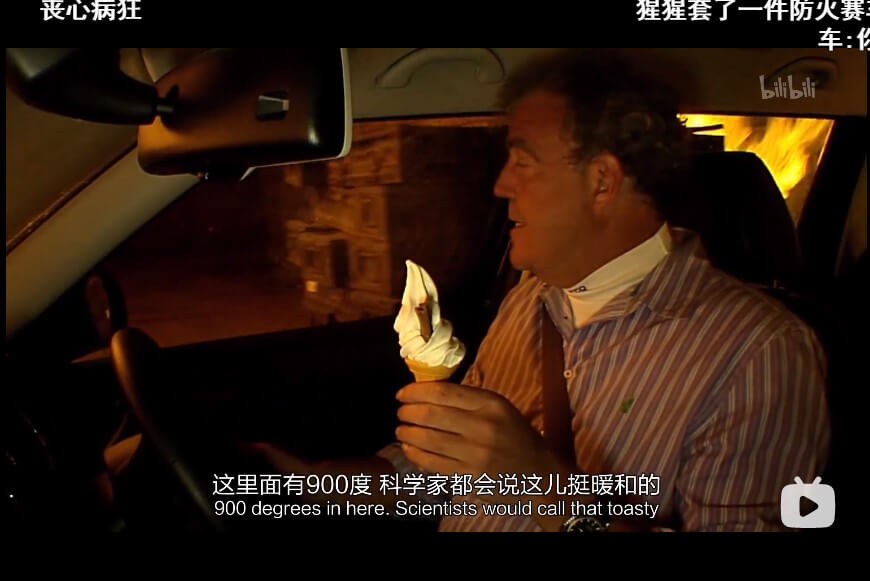 丧心病狂
猩猩套了一件防火赛车
车:你
bilibili
这里面有900度 科学家都会说这儿挺暖和的
900 degrees in here. Scientists would call that toasty